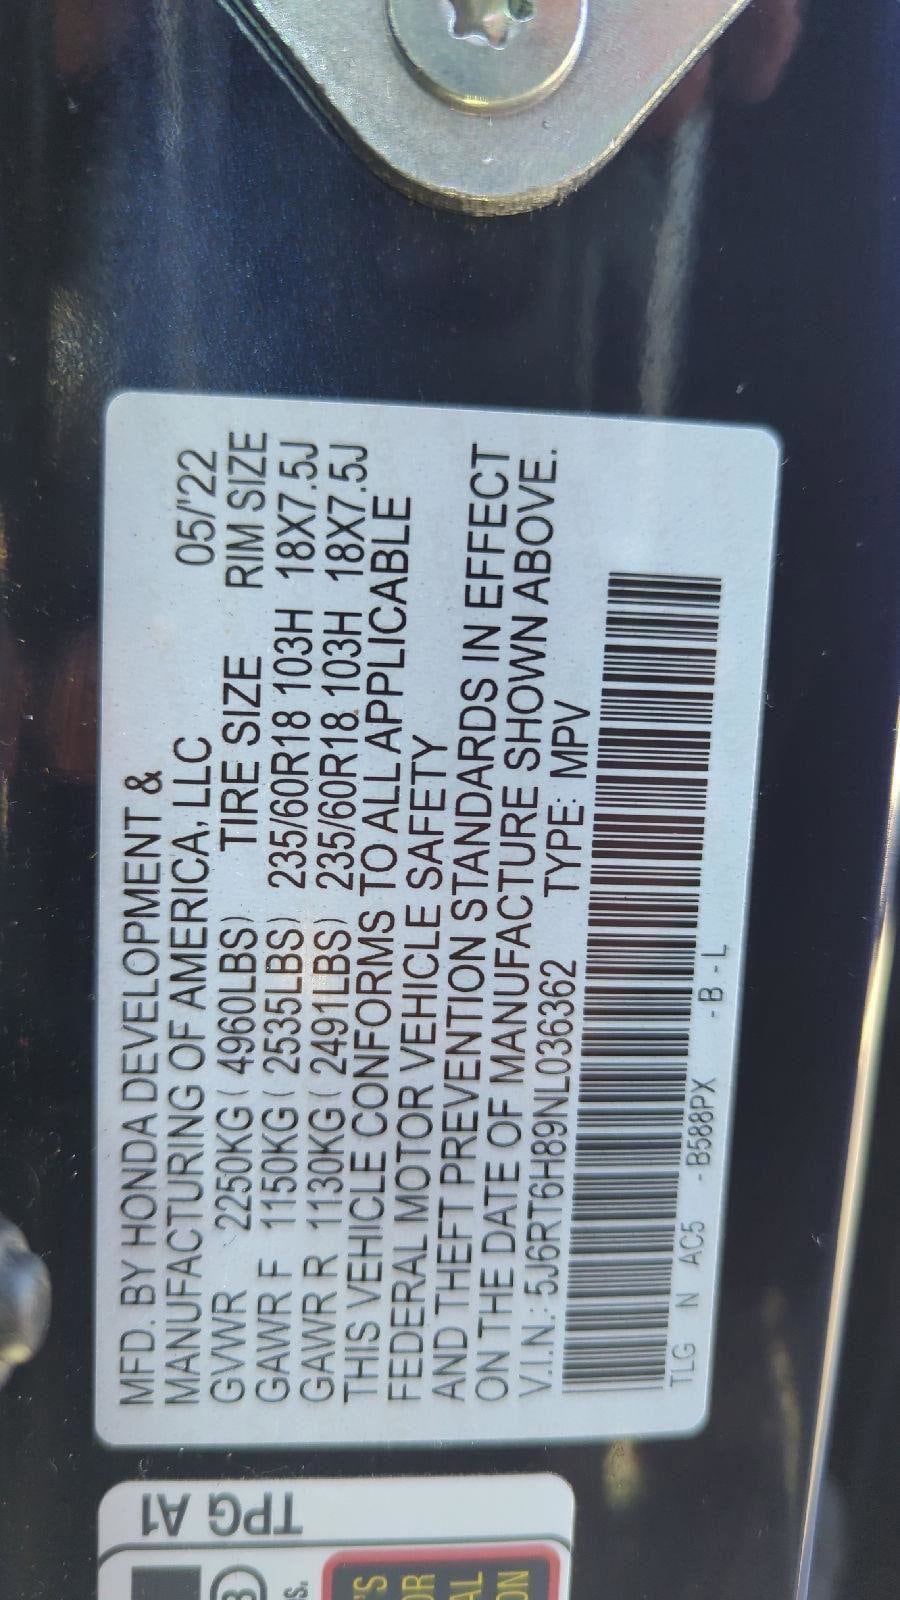 MFD. BY HONDA DEVELOPMENT &
MANUFACTURING OF AMERICA, LLC 05/'22
GVWR 2250KG ( 4960LBS) TIRE SIZE RIM SIZE
GAWR F 1150KG ( 2535LBS) 235/60R18 103H 18X7.5J
GAWR R 1130KG ( 2491LBS) 235/60R18 103H 18X7.5J
THIS VEHICLE CONFORMS TO ALL APPLICABLE
FEDERAL MOTOR VEHICLE SAFETY
AND THEFT PREVENTION STANDARDS IN EFFECT
ON THE DATE OF MANUFACTURE SHOWN ABOVE.
V.I.N.: 5J6RT6H89NL036362 TYPE: MPV
TLG N AC5 -B588PX -B-L
TPG A1